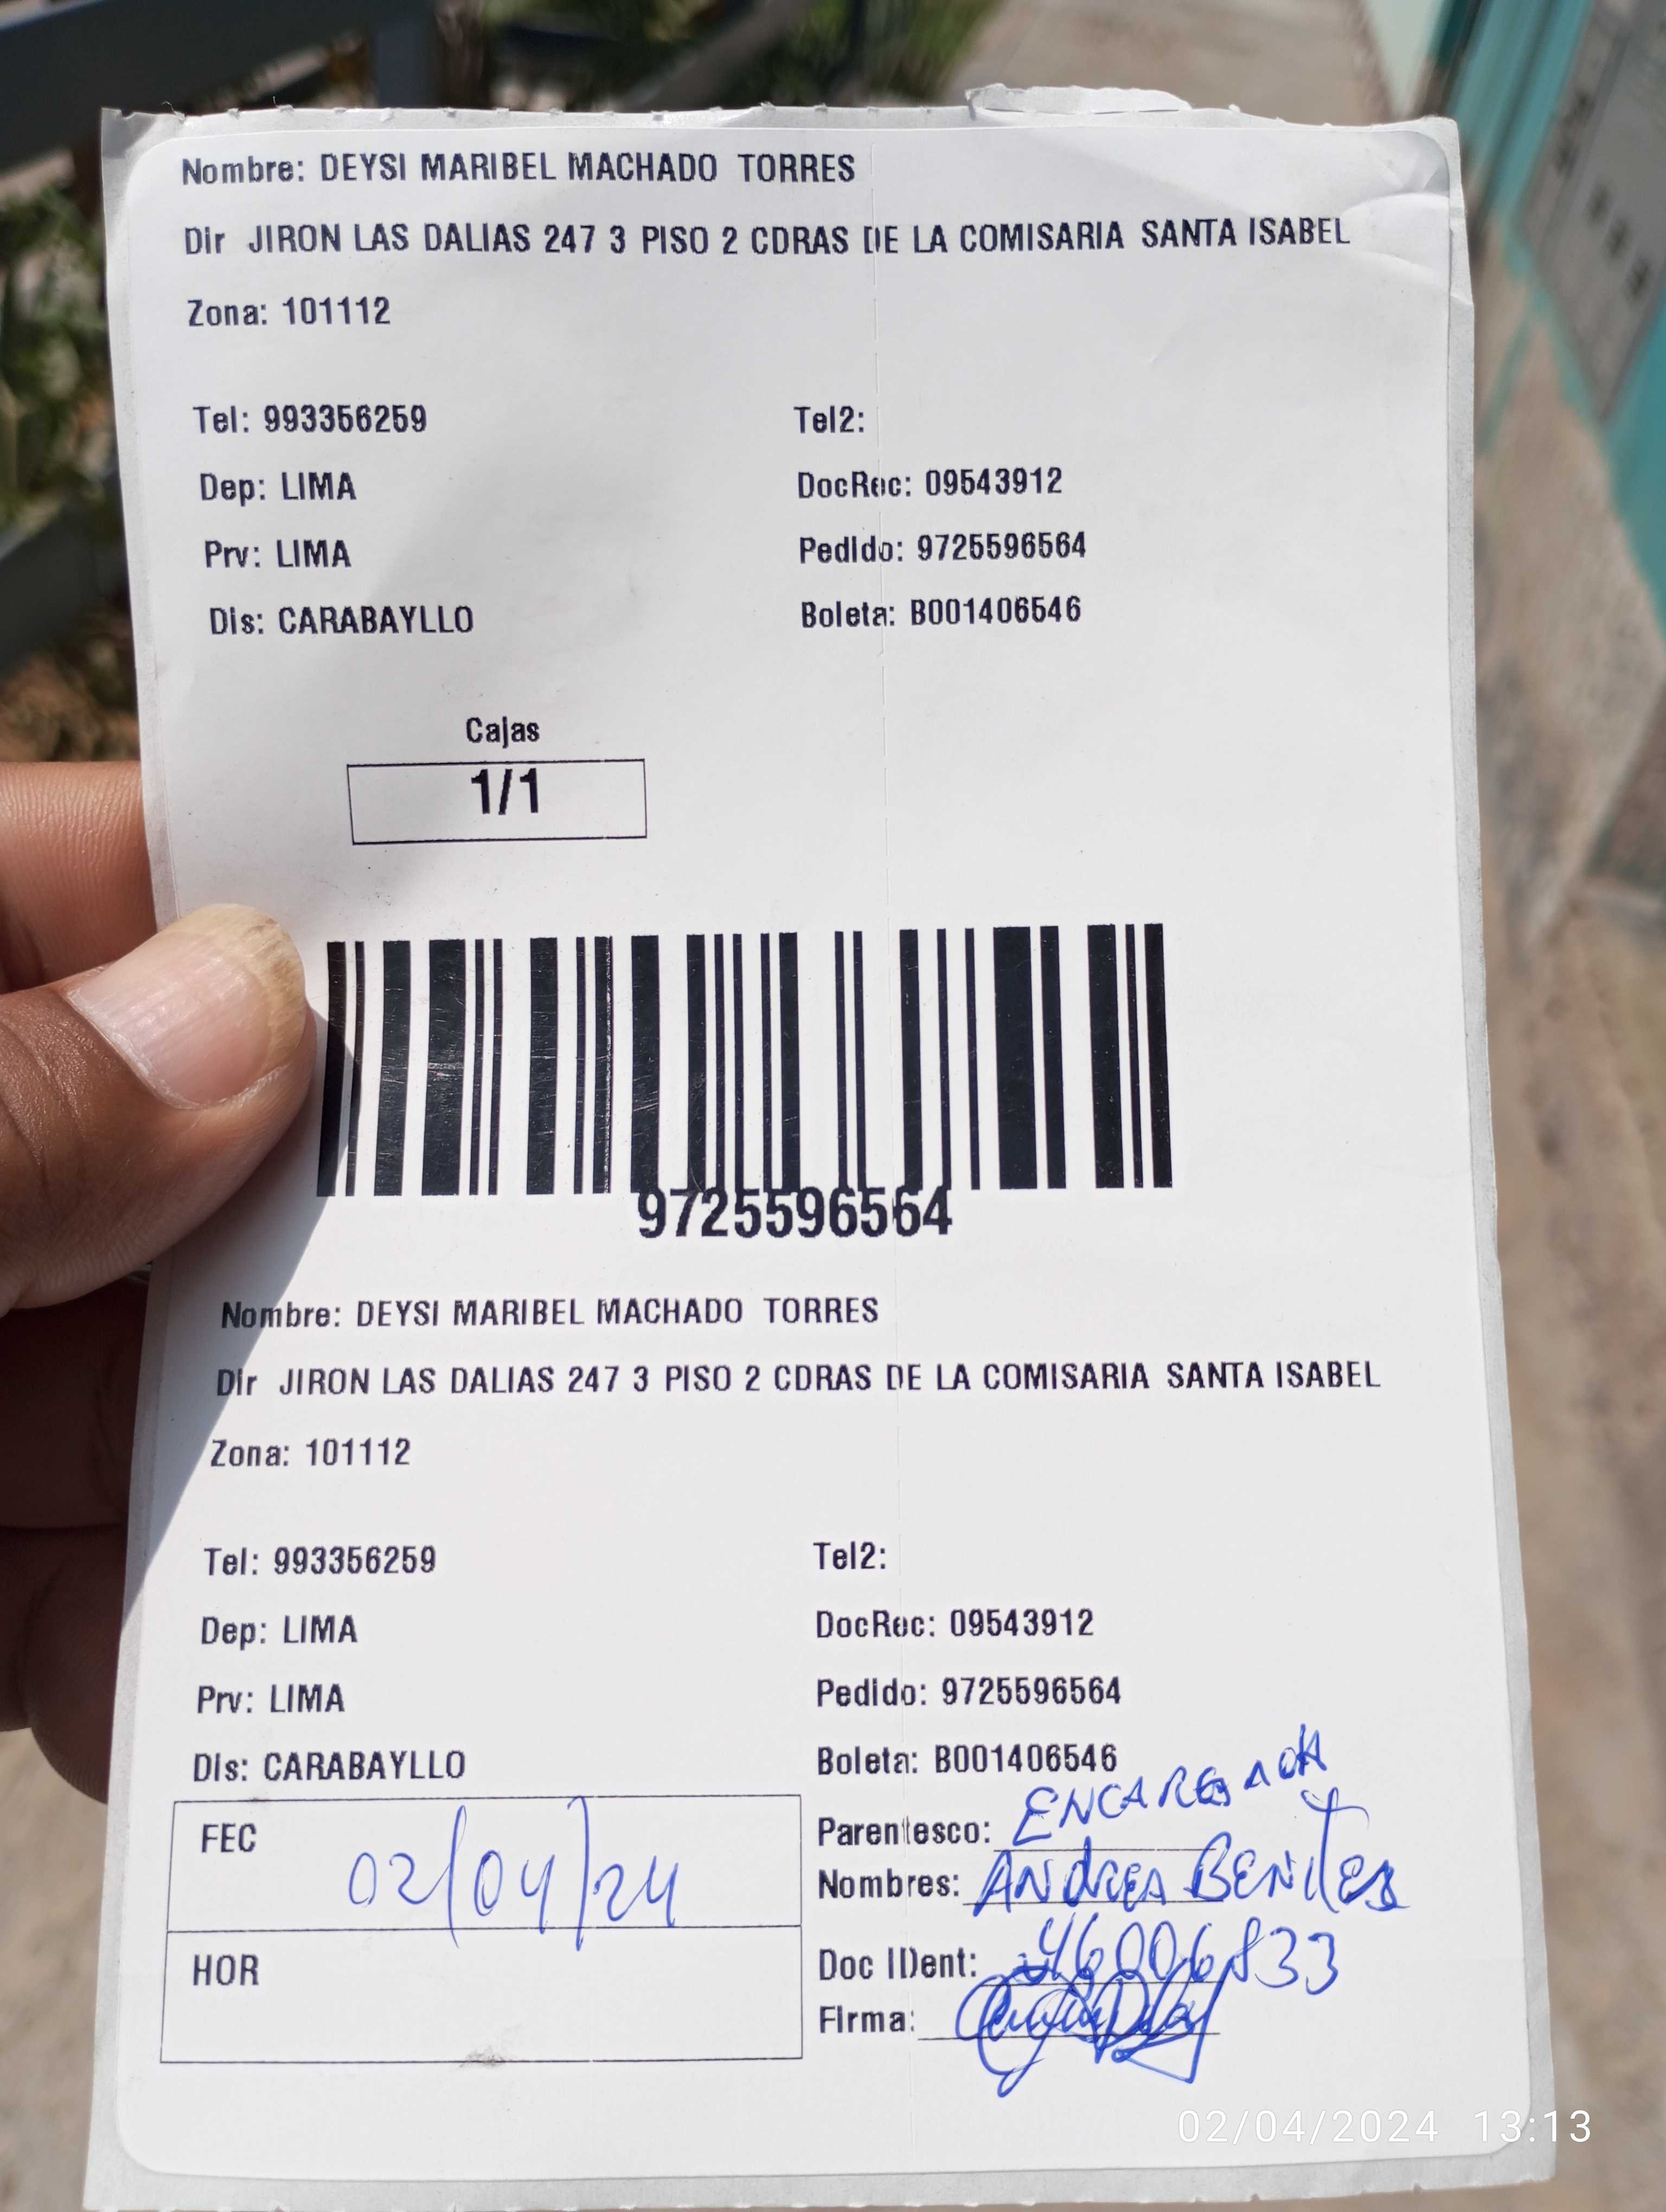 Nombre: DEYSI MARIBEL MACHADO TORRES
Dir JIRON LAS DALIAS 247 3 PISO 2 CDRAS DE LA COMISARIA SANTA ISABEL
Zona: 101112
Tel: 993356259 Tel2:
Dep: LIMA DocRec: 09543912
Prv: LIMA Pedido: 9725596564
Dis: CARABAYLLO Boleta: B001406546
Cajas
1/1
9725596564
Nombre: DEYSI MARIBEL MACHADO TORRES
Dir JIRON LAS DALIAS 247 3 PISO 2 CDRAS DE LA COMISARIA SANTA ISABEL
Zona: 101112
Tel: 993356259 Tel2:
Dep: LIMA DocRec: 09543912
Prv: LIMA Pedido: 9725596564
Dis: CARABAYLLO Boleta: B001406546
FEC 02/04/24
HOR
Parentesco: ENCARGADA
Nombres: ANDREA BENITES
Doc IDent: 46006833
Firma:
02/04/2024 13:13